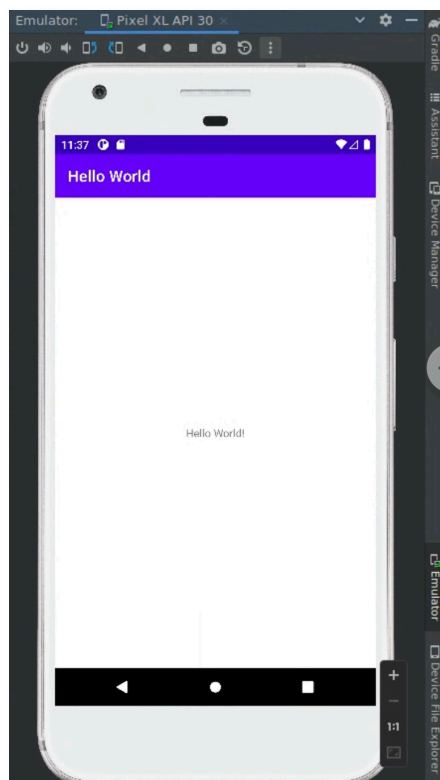 Emulator: Pixel XL API 30
Gradle
Assistant
Device Manager
11:37
Hello World
Hello World!
Emulator
Device File Explorer
1:1